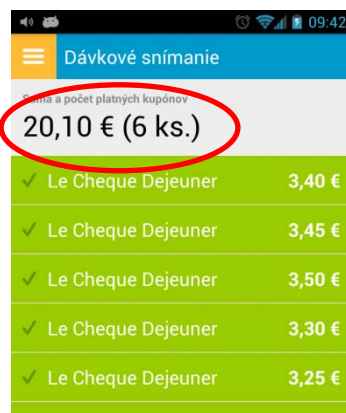 09:42
Dávkové snímanie
Suma a počet platných kupónov
20,10 € (6 ks.)
Le Cheque Dejeuner 3,40 €
Le Cheque Dejeuner 3,45 €
Le Cheque Dejeuner 3,50 €
Le Cheque Dejeuner 3,30 €
Le Cheque Dejeuner 3,25 €